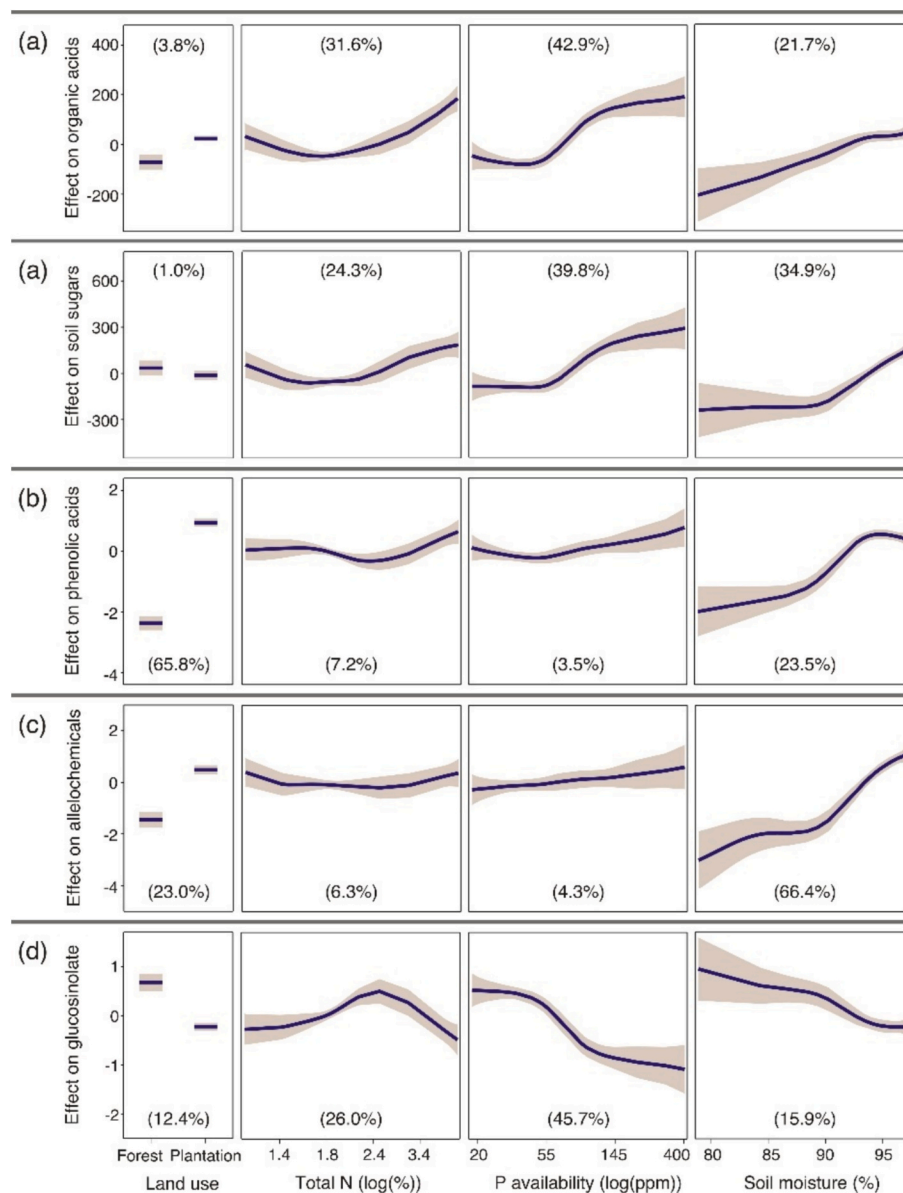 (a) (3.8%) (31.6%) (42.9%) (21.7%)
Effect on organic acids
400
200
0
-200
(a) (1.0%) (24.3%) (39.8%) (34.9%)
Effect on soil sugars
600
300
0
-300
(b)
Effect on phenolic acids
2
0
-2
-4
(65.8%) (7.2%) (3.5%) (23.5%)
(c)
Effect on allelochemicals
2
0
-2
-4
(23.0%) (6.3%) (4.3%) (66.4%)
(d)
Effect on glucosinolate
1
0
-1
-2
(12.4%) (26.0%) (45.7%) (15.9%)
Forest Plantation 1.4 1.8 2.4 3.4 20 55 145 400 80 85 90 95
Land use Total N (log(%)) P availability (log(ppm)) Soil moisture (%)